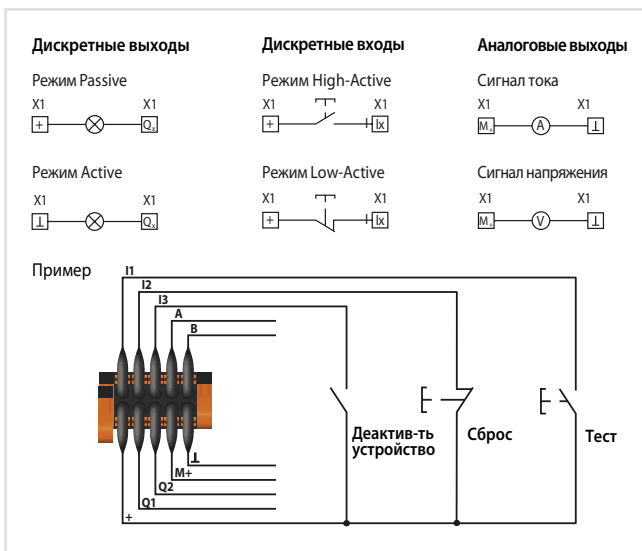 Дискретные выходы
Дискретные входы
Аналоговые выходы
Режим Passive
Режим High-Active
Сигнал тока
X1 X1
X1 X1
X1 X1
+ Qx
+ Ix
M+ A ⊥
Режим Active
Режим Low-Active
Сигнал напряжения
X1 X1
X1 X1
X1 X1
⊥ Qx
+ Ix
M+ V ⊥
Пример
I1
I2
I3
A
B
Деактив-ть
устройство
Сброс
Тест
⊥
M+
Q2
Q1
+